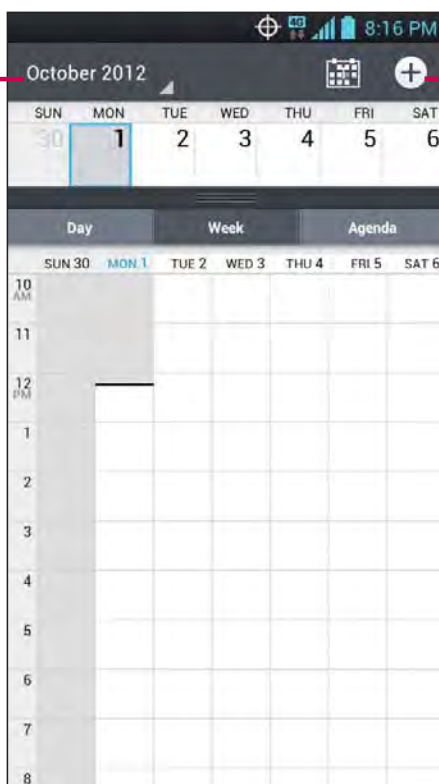 4G 8:16 PM
October 2012
SUN MON TUE WED THU FRI SAT
30 1 2 3 4 5 6
Day Week Agenda
SUN 30 MON 1 TUE 2 WED 3 THU 4 FRI 5 SAT 6
10
AM
11
12
PM
1
2
3
4
5
6
7
8